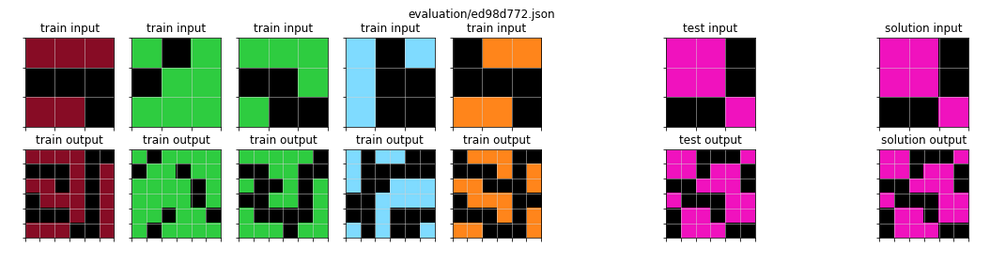 evaluation/ed98d772.json
train input train input train input train input train input test input solution input
train output train output train output train output train output test output solution output